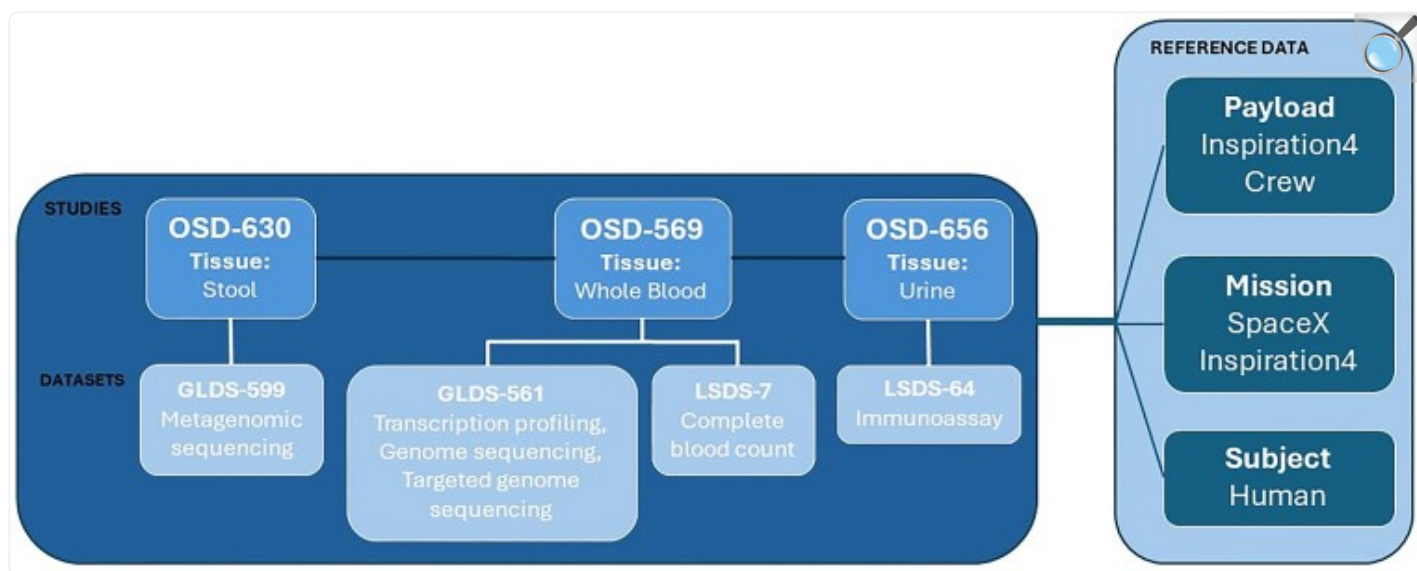 REFERENCE DATA
Payload
Inspiration4
Crew
Mission
SpaceX
Inspiration4
Subject
Human
STUDIES
OSD-630
Tissue:
Stool
OSD-569
Tissue:
Whole Blood
OSD-656
Tissue:
Urine
DATASETS
GLDS-599
Metagenomic
sequencing
GLDS-561
Transcription profiling,
Genome sequencing,
Targeted genome
sequencing
LSDS-7
Complete
blood count
LSDS-64
Immunoassay